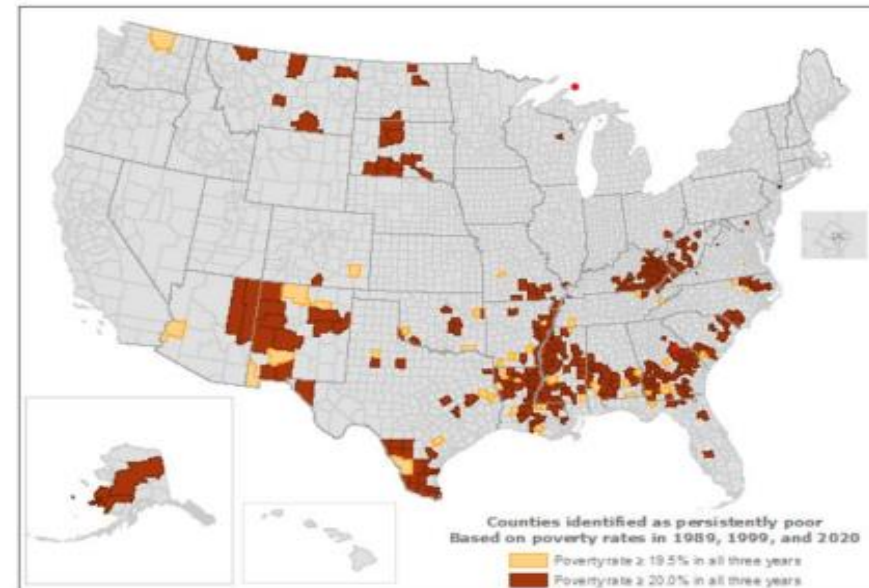 Counties identified as persistently poor
Based on poverty rates in 1989, 1999, and 2020
Poverty rate ≥ 19.5% in all three years
Poverty rate ≥ 20.0% in all three years